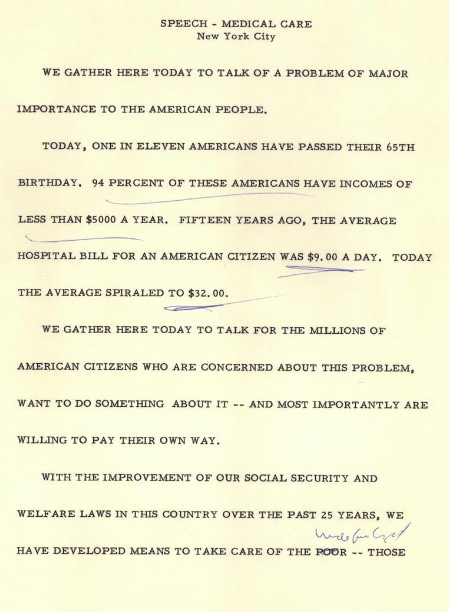 SPEECH - MEDICAL CARE
New York City
WE GATHER HERE TODAY TO TALK OF A PROBLEM OF MAJOR
IMPORTANCE TO THE AMERICAN PEOPLE.
TODAY, ONE IN ELEVEN AMERICANS HAVE PASSED THEIR 65TH
BIRTHDAY. 94 PERCENT OF THESE AMERICANS HAVE INCOMES OF
LESS THAN $5000 A YEAR. FIFTEEN YEARS AGO, THE AVERAGE
HOSPITAL BILL FOR AN AMERICAN CITIZEN WAS $9.00 A DAY. TODAY
THE AVERAGE SPIRALED TO $32.00.
WE GATHER HERE TODAY TO TALK FOR THE MILLIONS OF
AMERICAN CITIZENS WHO ARE CONCERNED ABOUT THIS PROBLEM,
WANT TO DO SOMETHING ABOUT IT -- AND MOST IMPORTANTLY ARE
WILLING TO PAY THEIR OWN WAY.
WITH THE IMPROVEMENT OF OUR SOCIAL SECURITY AND
WELFARE LAWS IN THIS COUNTRY OVER THE PAST 25 YEARS, WE
HAVE DEVELOPED MEANS TO TAKE CARE OF THE POOR -- THOSE